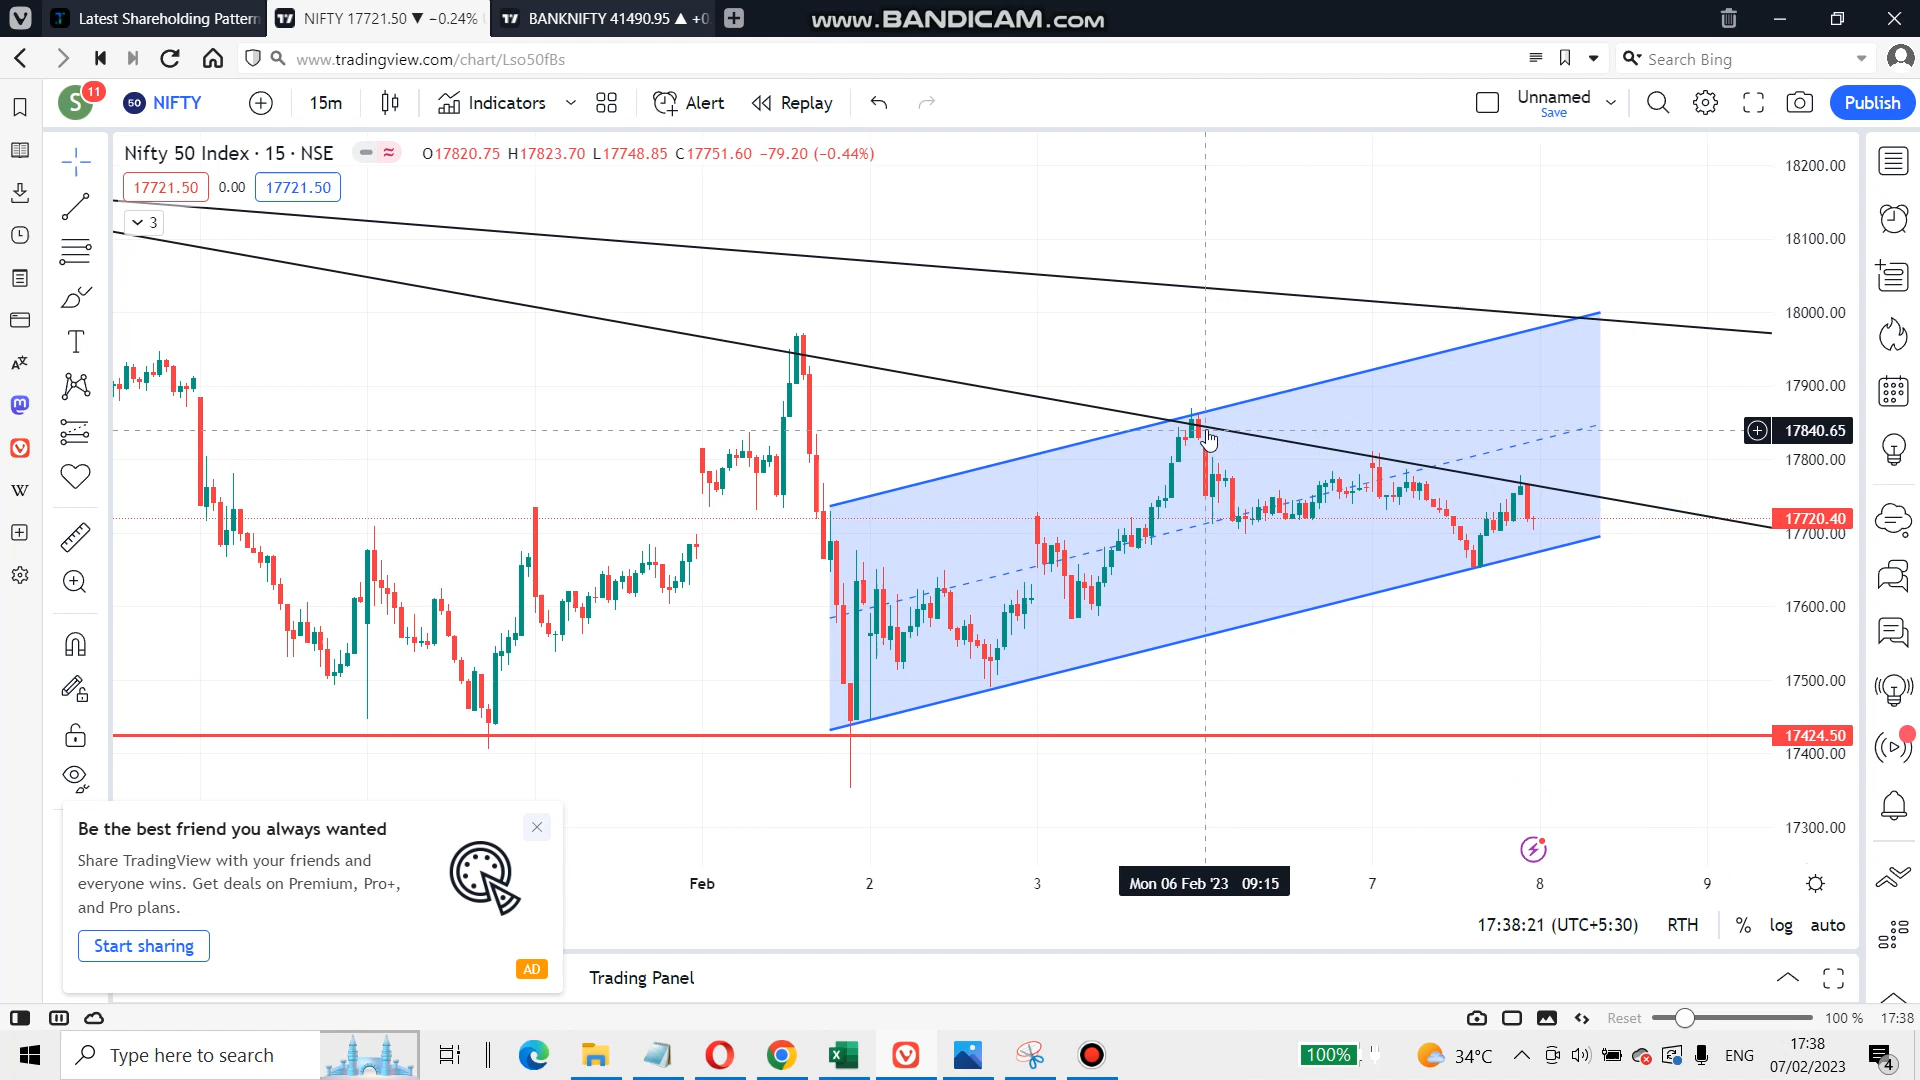 Latest Shareholding Pattern
NIFTY 17721.50 ▼ −0.24%
BANKNIFTY 41490.95 ▲ +0
www.BANDICAM.com
www.tradingview.com/chart/Lso50fBs
Search Bing
S
11
50
NIFTY
15m
Indicators
Alert
Replay
Unnamed
Save
Publish
Nifty 50 Index · 15 · NSE
O17820.75 H17823.70 L17748.85 C17751.60 −79.20 (−0.44%)
17721.50
0.00
17721.50
3
18200.00
18100.00
18000.00
17900.00
17840.65
17800.00
17720.40
17700.00
17600.00
17500.00
17424.50
17400.00
17300.00
Feb
2
3
Mon 06 Feb '23 09:15
7
8
9
Be the best friend you always wanted
Share TradingView with your friends and
everyone wins. Get deals on Premium, Pro+,
and Pro plans.
Start sharing
AD
17:38:21 (UTC+5:30)
RTH
%
log
auto
Trading Panel
Reset
100 %
17:38
Type here to search
100%
34°C
ENG
17:38
07/02/2023
4